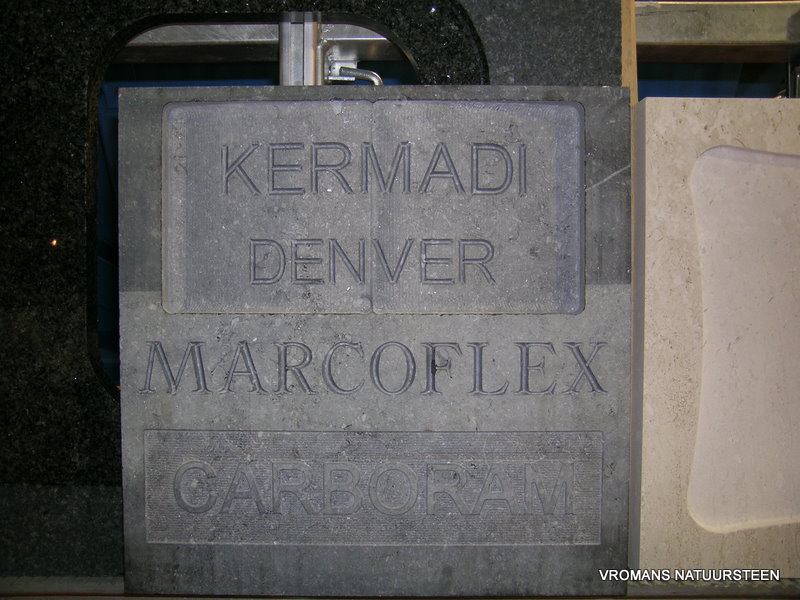 KERMADI
DENVER
MARCOFLEX
CARBORAM
VROMANS NATUURSTEEN